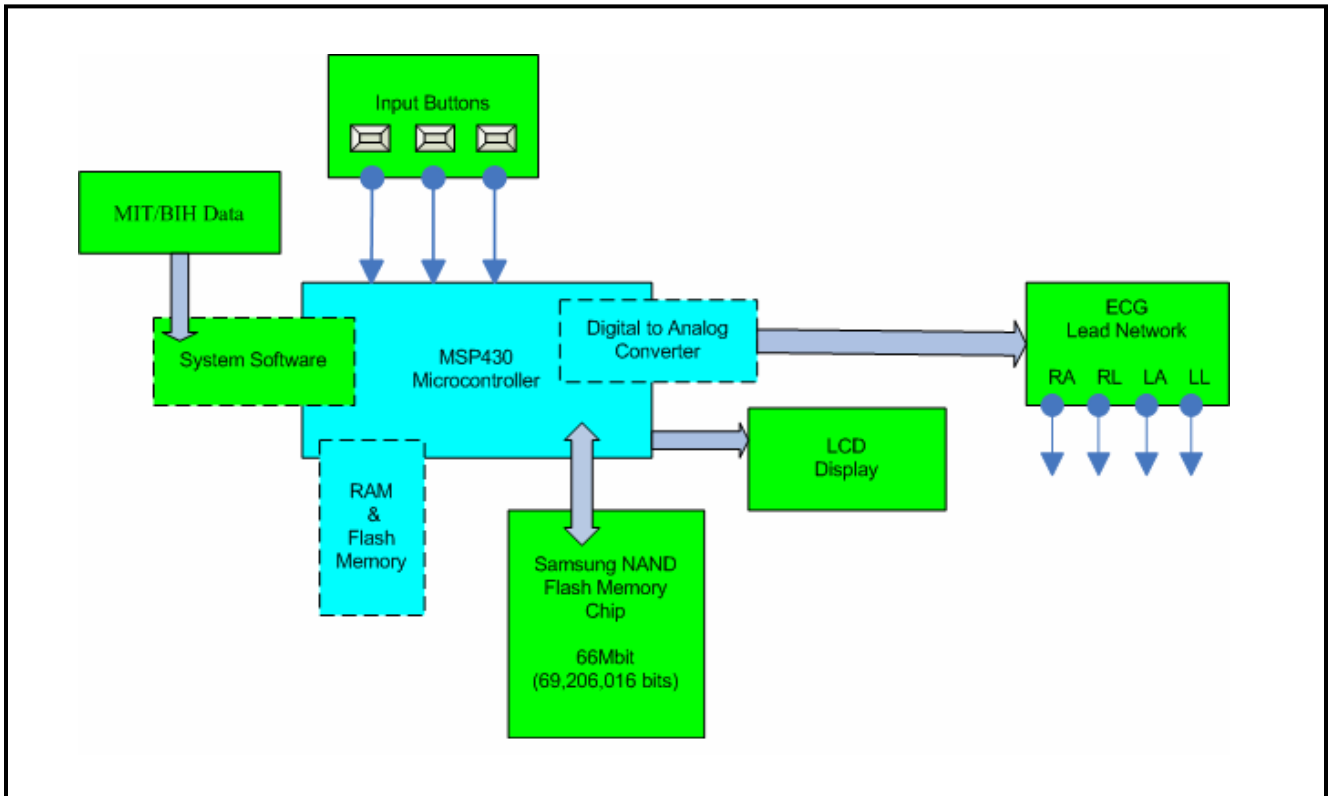 Input Buttons
MIT/BIH Data
System Software
MSP430
Microcontroller
Digital to Analog
Converter
ECG
Lead Network
RA RL LA LL
LCD
Display
RAM
&
Flash
Memory
Samsung NAND
Flash Memory
Chip
66Mbit
(69,206,016 bits)